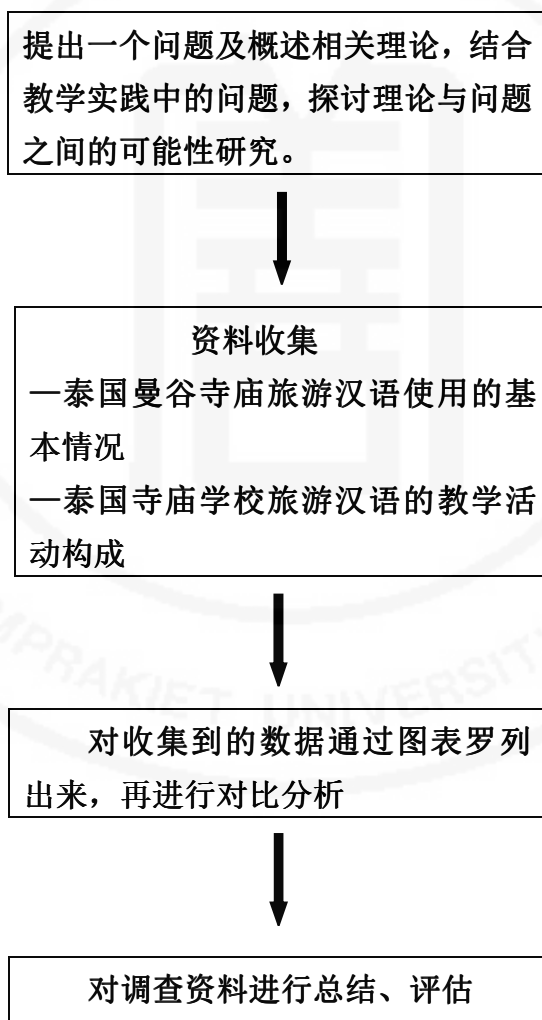 提出一个问题及概述相关理论，结合
教学实践中的问题，探讨理论与问题
之间的可能性研究。
资料收集
—泰国曼谷寺庙旅游汉语使用的基
本情况
—泰国寺庙学校旅游汉语的教学活
动构成
对收集到的数据通过图表罗列
出来，再进行对比分析
对调查资料进行总结、评估